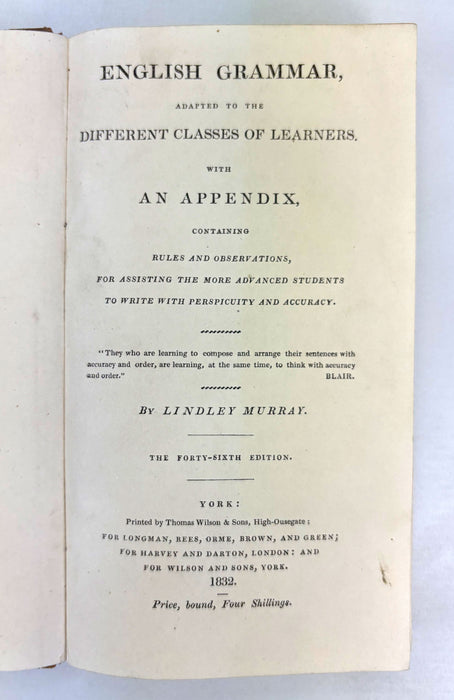 ENGLISH GRAMMAR,
ADAPTED TO THE
DIFFERENT CLASSES OF LEARNERS.
WITH
AN APPENDIX,
CONTAINING
RULES AND OBSERVATIONS,
FOR ASSISTING THE MORE ADVANCED STUDENTS
TO WRITE WITH PERSPICUITY AND ACCURACY.
"They who are learning to compose and arrange their sentences with
accuracy and order, are learning, at the same time, to think with accuracy
and order." BLAIR.
BY LINDLEY MURRAY.
THE FORTY-SIXTH EDITION.
YORK:
Printed by Thomas Wilson & Sons, High-Ousegate;
FOR LONGMAN, REES, ORME, BROWN, AND GREEN;
FOR HARVEY AND DARTON, LONDON: AND
FOR WILSON AND SONS, YORK.
1832.
Price, bound, Four Shillings.